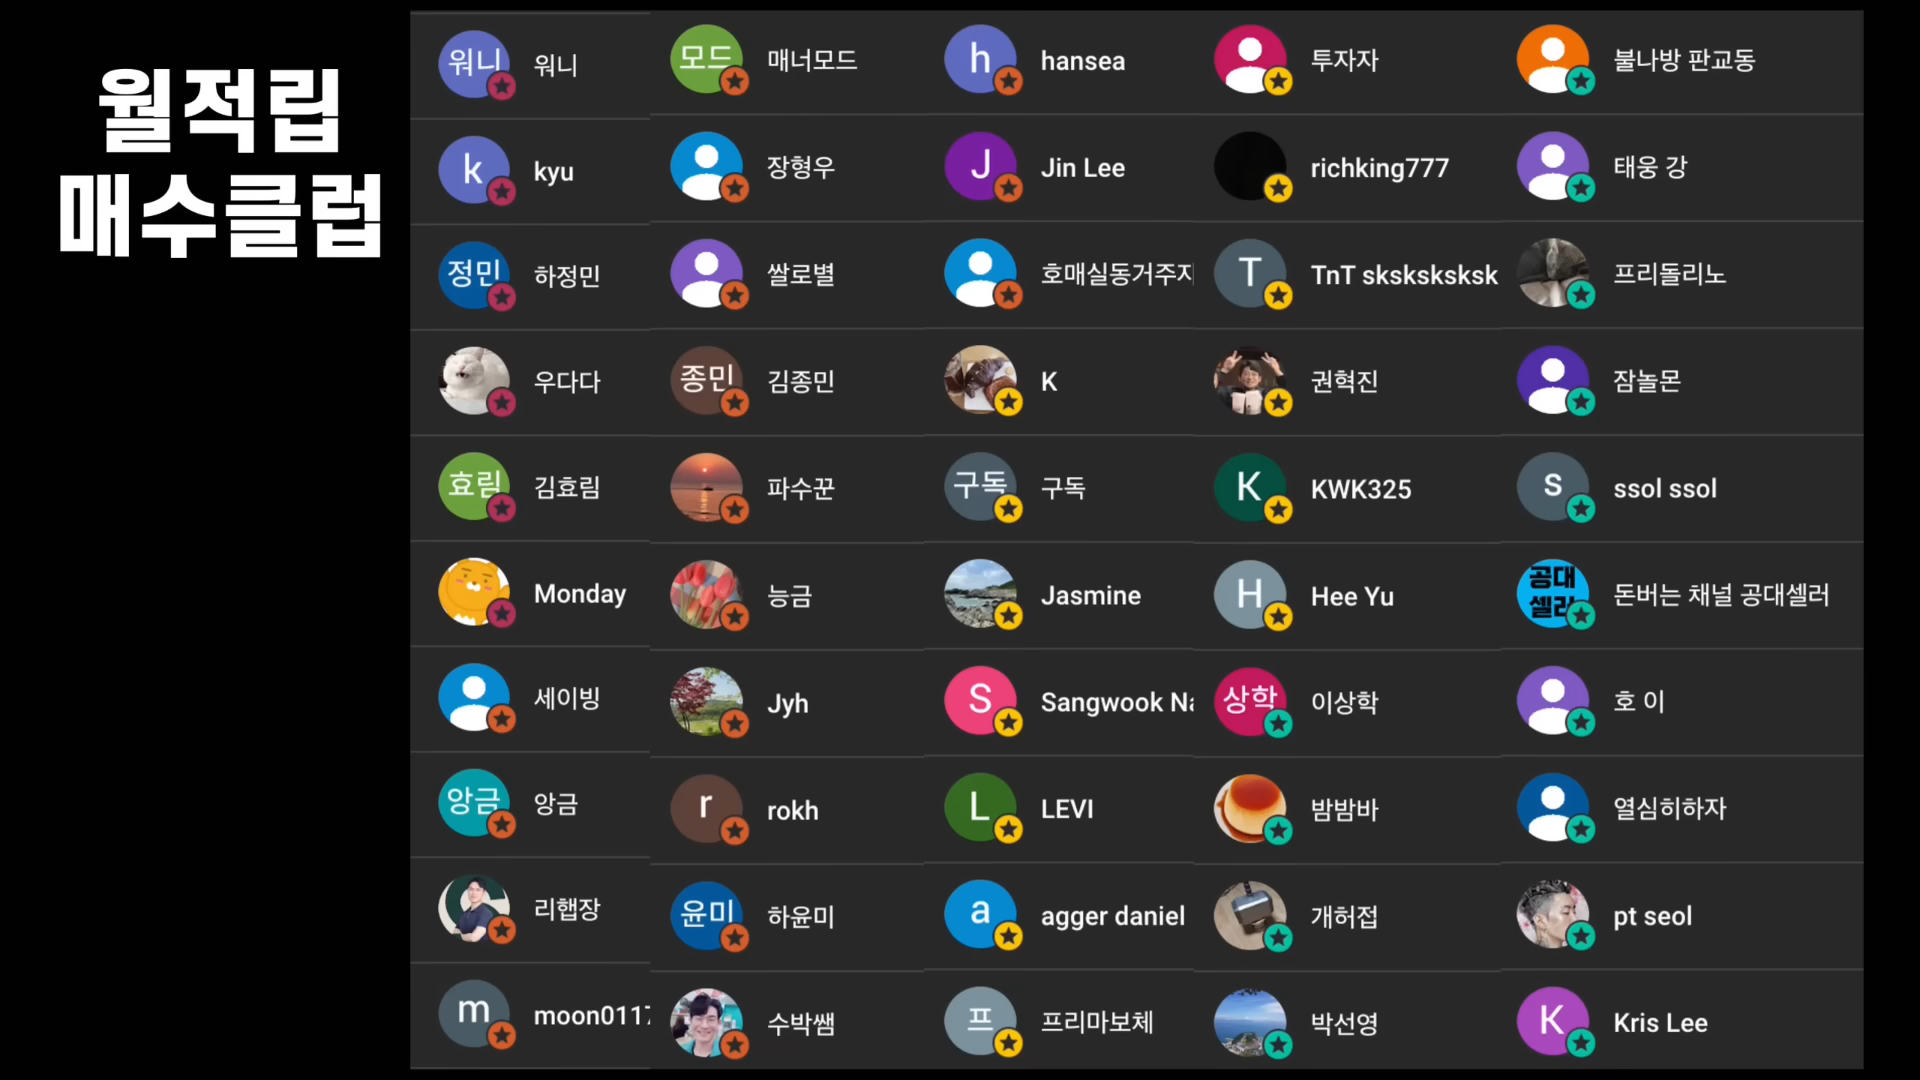 월적립
매수클럽
워니 워니
k kyu
정민 하정민
우다다
효림 김효림
Monday
세이빙
앙금 앙금
리햅장
m moon0117
모드 매너모드
장형우
쌀로별
종민 김종민
파수꾼
능금
Jyh
r rokh
윤미 하윤미
수박쌤
h hansea
J Jin Lee
호매실동거주자
K
구독 구독
Jasmine
S Sangwook Na
L LEVI
a agger daniel
프 프리마보체
투자자
richking777
T TnT sksksksksk
권혁진
K KWK325
H Hee Yu
상학 이상학
밤밤바
개허접
박선영
불나방 판교동
태웅 강
프리돌리노
잠놀몬
s ssol ssol
공대
셀러
돈버는 채널 공대셀러
호 이
열심히하자
pt seol
K Kris Lee